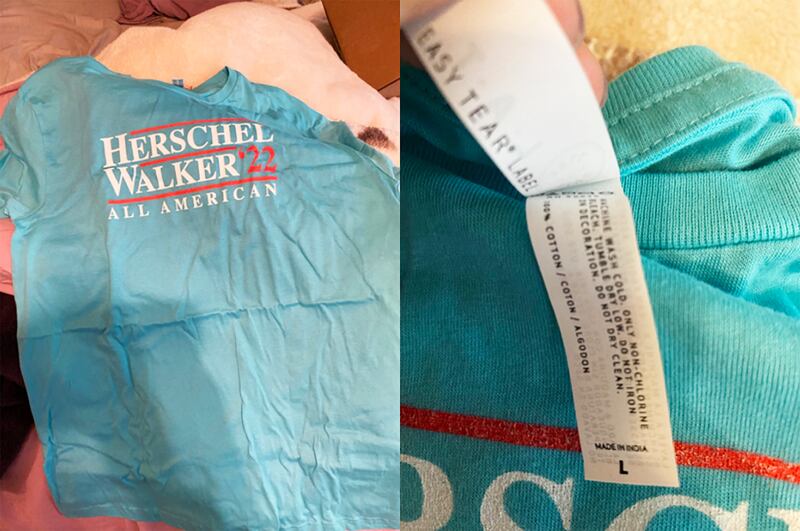 HERSCHEL
WALKER '22
ALL AMERICAN
EASY TEAR® LABEL
MACHINE WASH COLD, ONLY NON-CHLORINE
BLEACH, TUMBLE DRY LOW, DO NOT IRON
ON DECORATION, DO NOT DRY CLEAN.
100% COTTON / COTON / ALGODON
MADE IN INDIA
L